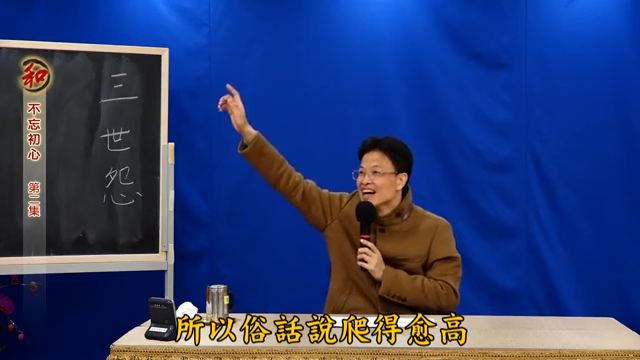 和
不忘初心
第二集
三世怨
所以俗話說爬得愈高